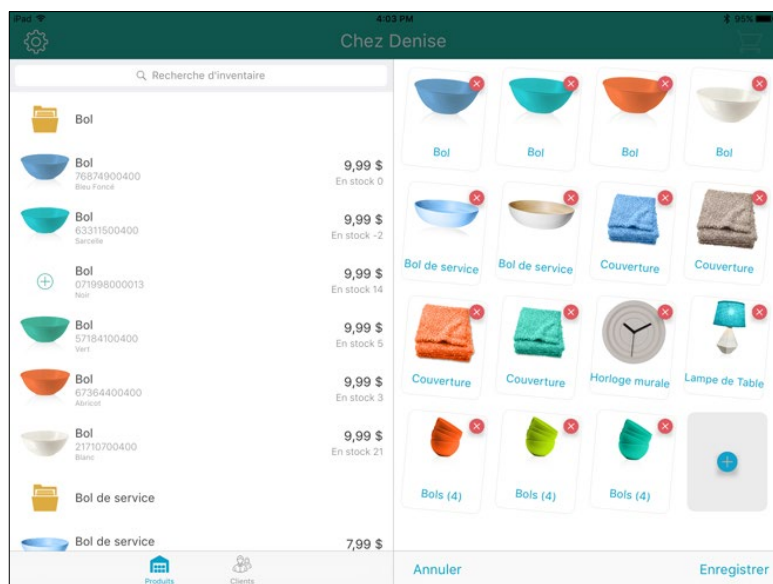 iPad
4:03 PM
95%
Chez Denise
Recherche d'inventaire
Bol
Bol
76874900400
Bleu Foncé
9,99 $
En stock 0
Bol
63311500400
Sarcelle
9,99 $
En stock -2
Bol
071998000013
Noir
9,99 $
En stock 14
Bol
57184100400
Vert
9,99 $
En stock 5
Bol
67364400400
Abricot
9,99 $
En stock 3
Bol
21710700400
Blanc
9,99 $
En stock 21
Bol de service
Bol de service
7,99 $
Produits
Clients
Bol
Bol
Bol
Bol
Bol de service
Bol de service
Couverture
Couverture
Couverture
Couverture
Horloge murale
Lampe de Table
Bols (4)
Bols (4)
Bols (4)
Annuler
Enregistrer